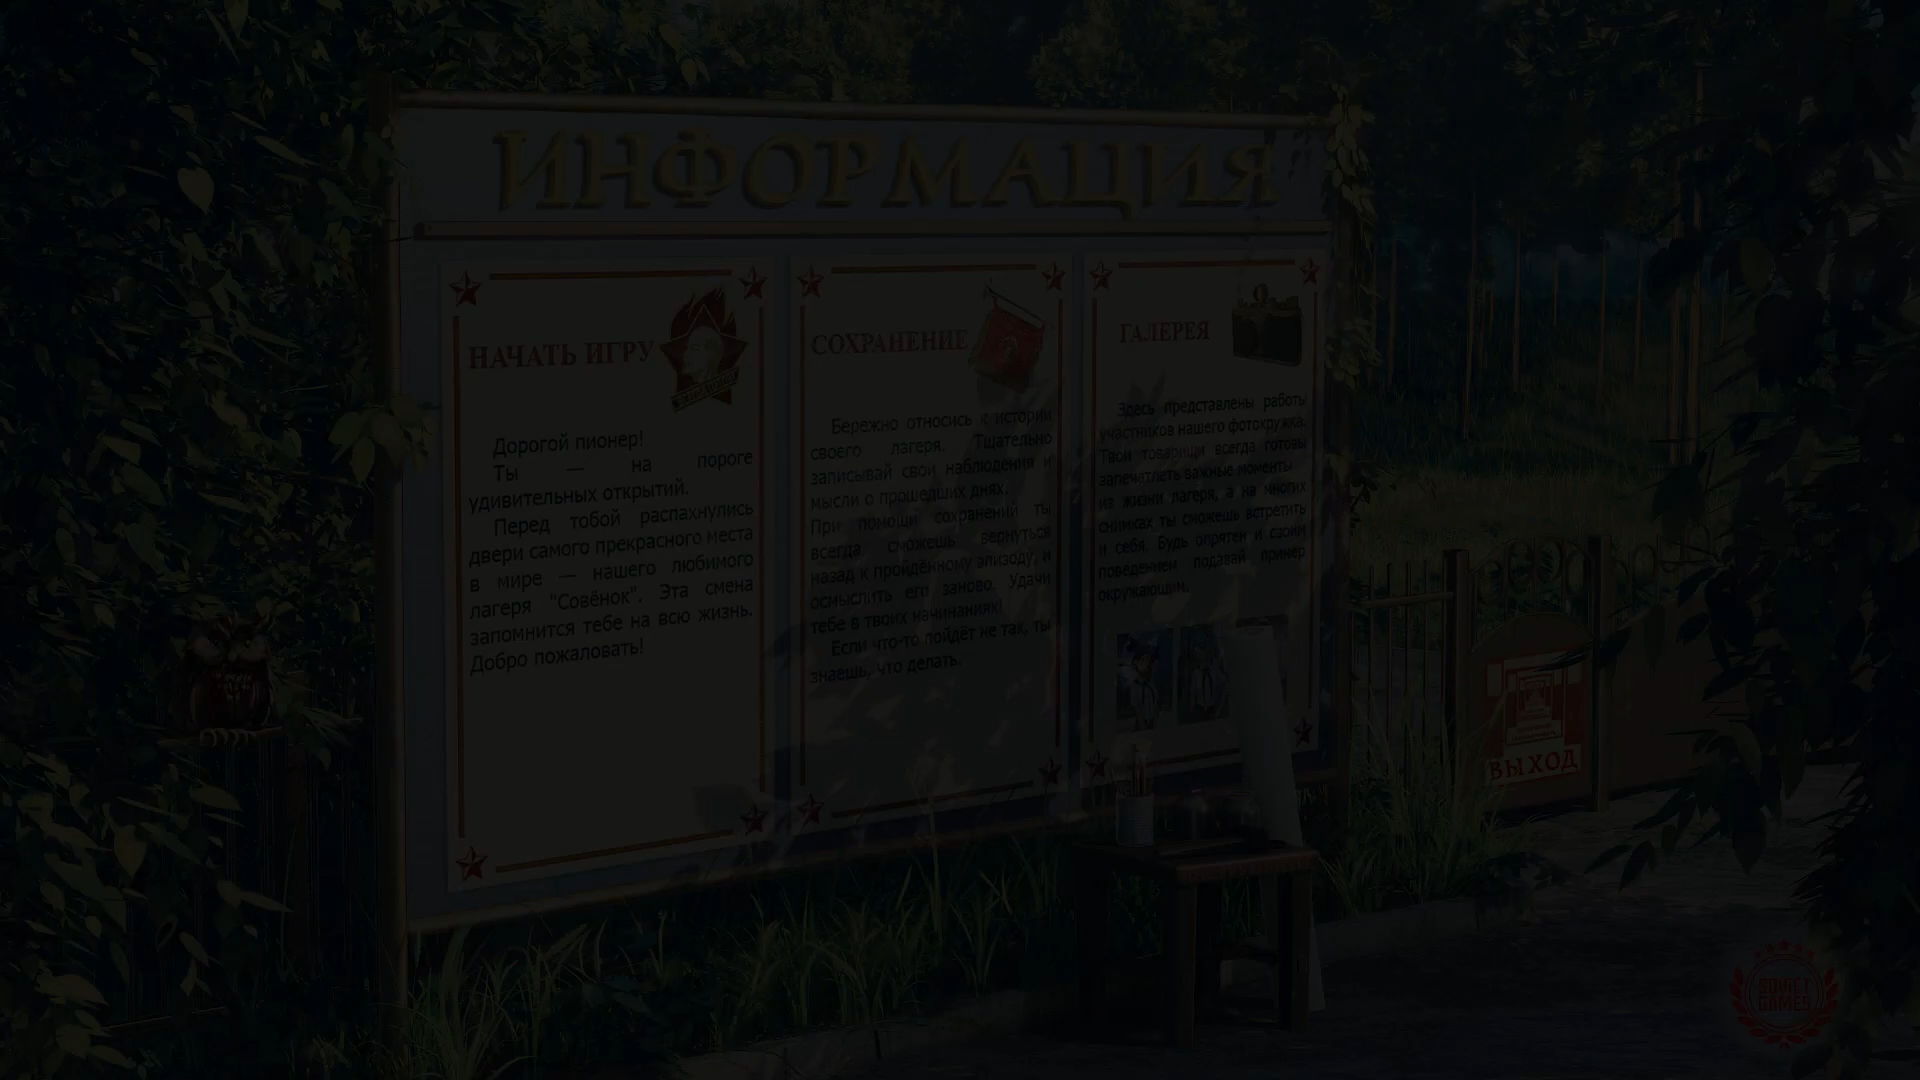 ИНФОРМАЦИЯ
НАЧАТЬ ИГРУ
Дорогой пионер!
Ты — на пороге
удивительных открытий.
Перед тобой распахнулись
двери самого прекрасного места
в мире — нашего любимого
лагеря "Совёнок". Эта смена
запомнится тебе на всю жизнь.
Добро пожаловать!
СОХРАНЕНИЕ
Бережно относись к истории
своего лагеря. Тщательно
записывай свои наблюдения и
мысли о прошедших днях.
При помощи сохранений ты
всегда сможешь вернуться
назад к пройдённому эпизоду, и
осмыслить его заново. Удачи
тебе в твоих начинаниях!
Если что-то пойдёт не так, ты
знаешь, что делать.
ГАЛЕРЕЯ
Здесь представлены работы
участников нашего фотокружка.
Твои товарищи всегда готовы
запечатлеть важные моменты
из жизни лагеря, а на многих
снимках ты сможешь встретить
и себя. Будь опрятен и своим
поведением подавай пример
окружающим.
ВЫХОД
SOVIET
GAMES